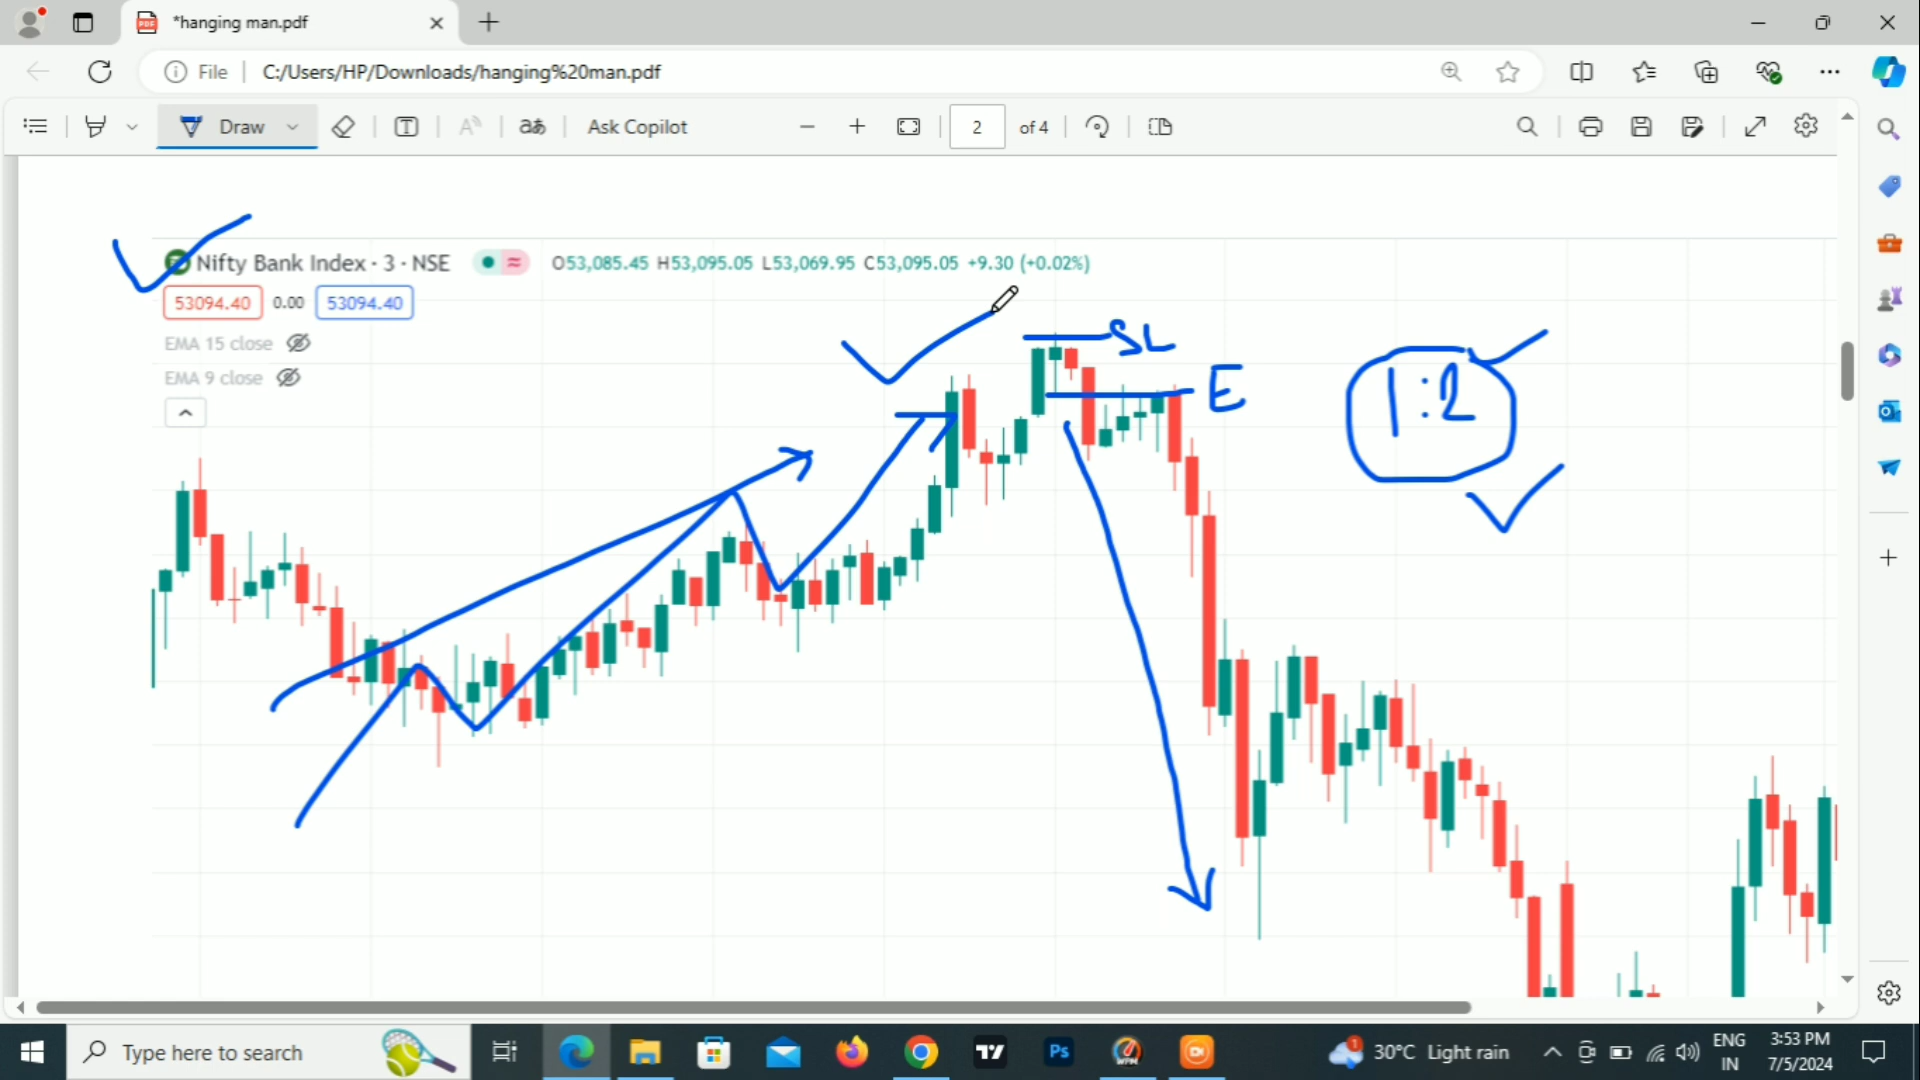 *hanging man.pdf
File C:/Users/HP/Downloads/hanging%20man.pdf
Draw aあ Ask Copilot 2 of 4
Nifty Bank Index · 3 · NSE O53,085.45 H53,095.05 L53,069.95 C53,095.05 +9.30 (+0.02%)
53094.40 0.00 53094.40
EMA 15 close
EMA 9 close
SL
E
1:2
Type here to search
Ps
30°C Light rain
ENG
IN
3:53 PM
7/5/2024